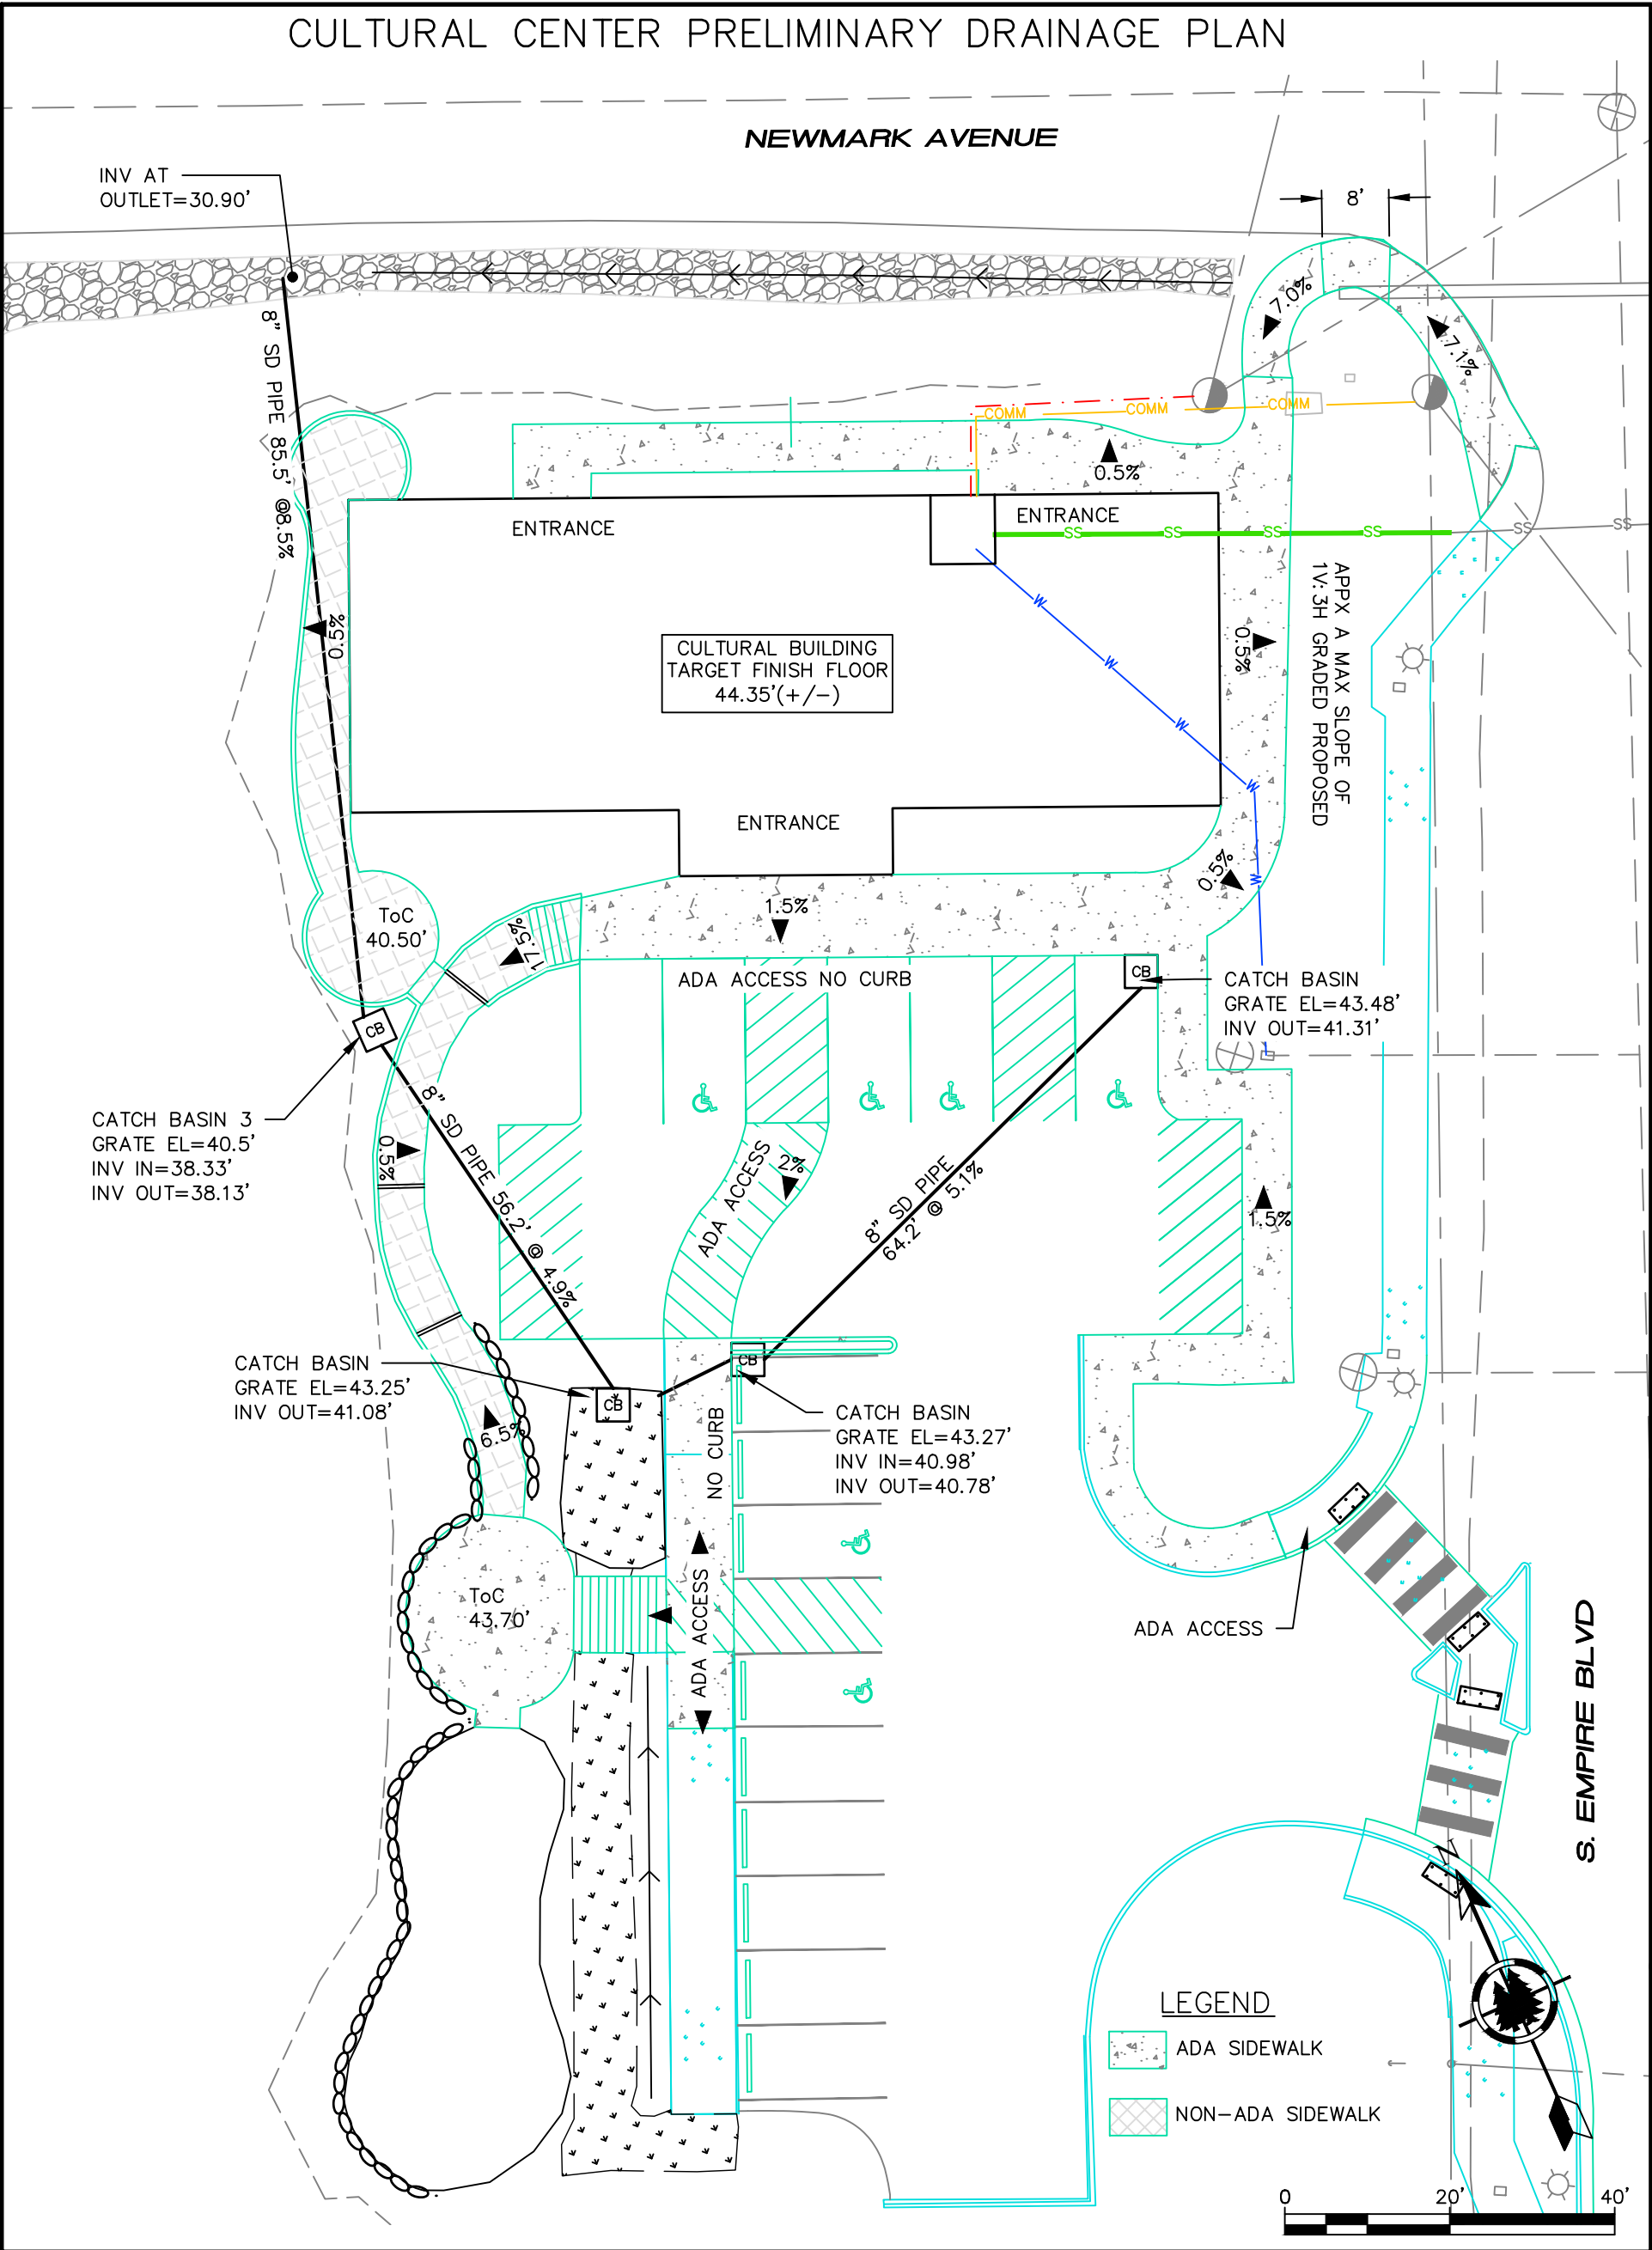 CULTURAL CENTER PRELIMINARY DRAINAGE PLAN
NEWMARK AVENUE
INV AT
OUTLET=30.90'
8'
7.0%
7.1%
8" SD PIPE 85.5' @8.5%
COMM
COMM
COMM
0.5%
ENTRANCE
ENTRANCE
SS
SS
SS
SS
SS
SS
APPX A MAX SLOPE OF
1V:3H GRADED PROPOSED
W
W
W
W
W
0.5%
0.5%
CULTURAL BUILDING
TARGET FINISH FLOOR
44.35'(+/-)
ENTRANCE
0.5%
1.5%
ToC
40.50'
17.5%
ADA ACCESS NO CURB
CB
CATCH BASIN
GRATE EL=43.48'
INV OUT=41.31'
CB
CATCH BASIN 3
GRATE EL=40.5'
INV IN=38.33'
INV OUT=38.13'
0.5%
8" SD PIPE 56.2' @ 4.9%
ADA ACCESS
2%
8" SD PIPE
64.2' @ 5.1%
1.5%
CATCH BASIN
GRATE EL=43.25'
INV OUT=41.08'
CB
CB
CATCH BASIN
GRATE EL=43.27'
INV IN=40.98'
INV OUT=40.78'
6.5%
NO CURB
ADA ACCESS
ToC
43.70'
ADA ACCESS
S. EMPIRE BLVD
N
LEGEND
ADA SIDEWALK
NON-ADA SIDEWALK
0 20' 40'